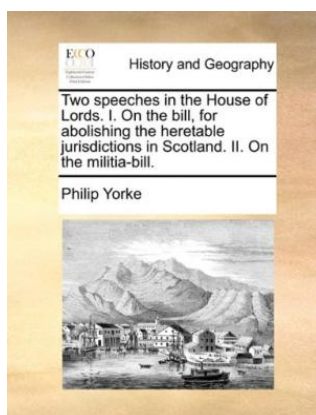 ECCO
History and Geography
Two speeches in the House of
Lords. I. On the bill, for
abolishing the heretable
jurisdictions in Scotland. II. On
the militia-bill.
Philip Yorke